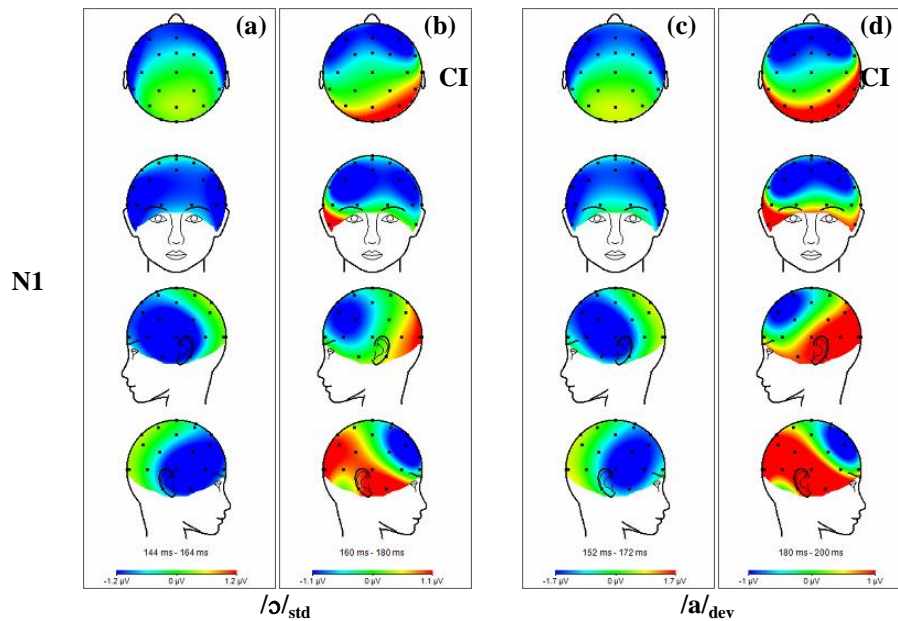 (a) (b) (c) (d)
CI CI
N1
144 ms - 164 ms 160 ms - 180 ms 152 ms - 172 ms 180 ms - 200 ms
-1.2 µV 0 µV 1.2 µV -1.1 µV 0 µV 1.1 µV -1.7 µV 0 µV 1.7 µV -1 µV 0 µV 1 µV
/ɔ/std /a/dev